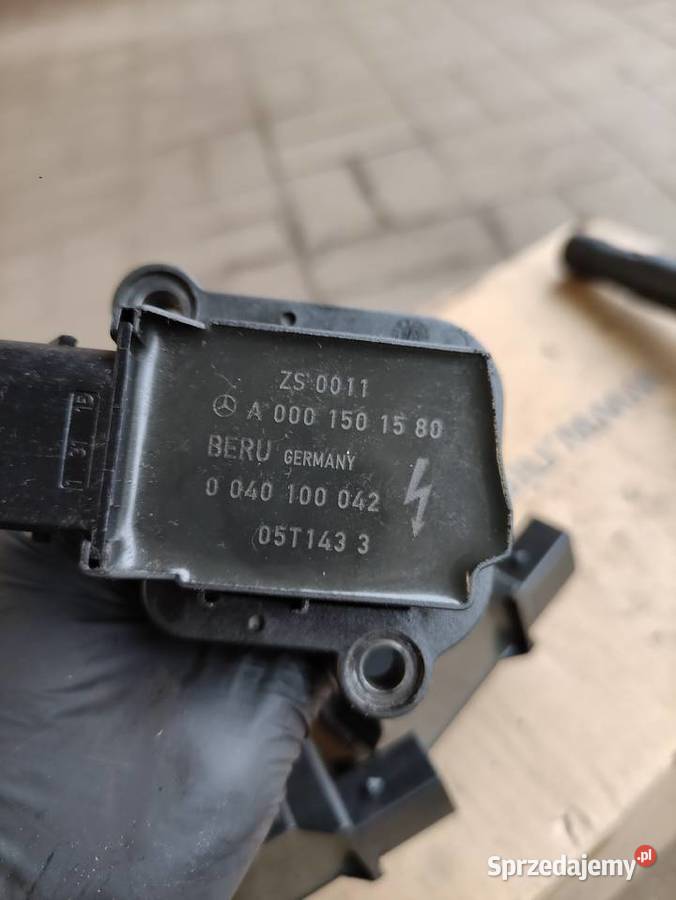 ZS 0011
A 000 150 15 80
BERU GERMANY
0 040 100 042
05T143 3
Sprzedajemy.pl